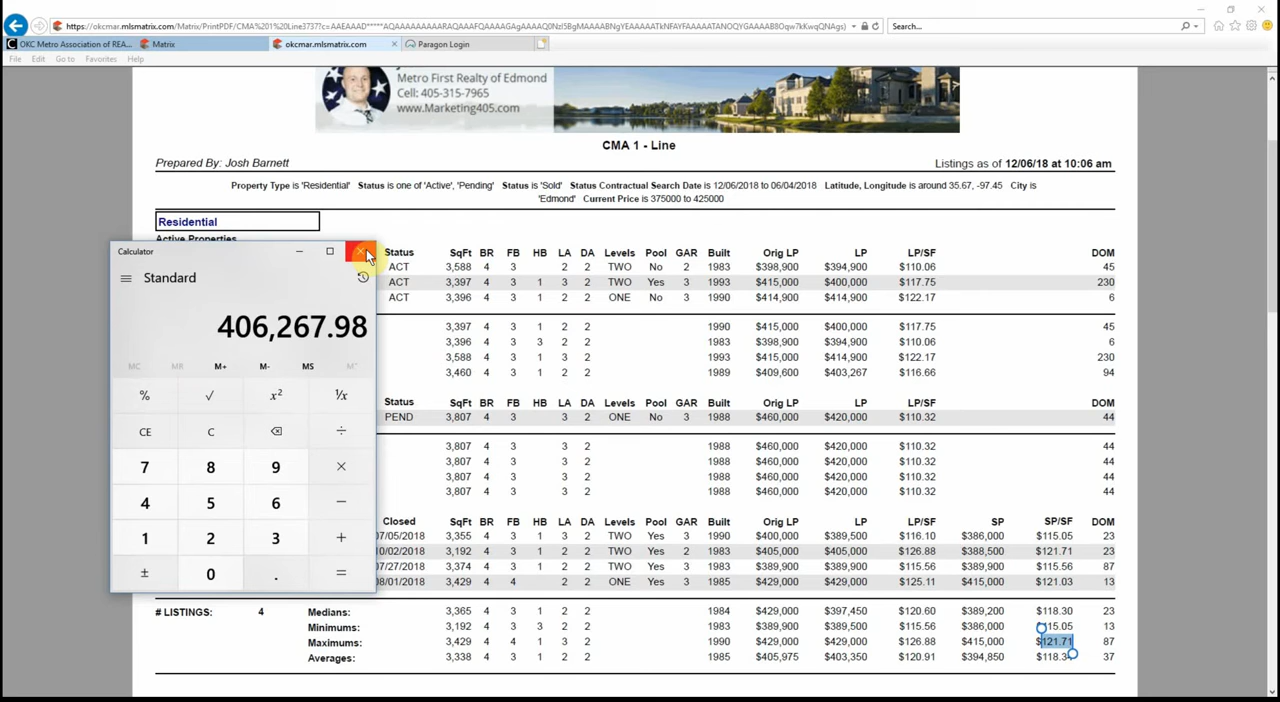 https://okcmar.mlsmatrix.com/Matrix/PrintPDF/CMA%201%20Line3737?c=AAEAAAD*****AQAAAAAAAAARAQAAAFQAAAAGAgAAAAQ0NzI5BgMAAAABNgYEAAAAATkNFAYFAAAAATANOQYGAAAAB8Oqw7kqQNAgs)
Search...
OKC Metro Association of REA... Matrix okcmar.mlsmatrix.com Paragon Login
File Edit Go to Favorites Help
Metro First Realty of Edmond
Cell: 405-315-7965
www.Marketing405.com
CMA 1 - Line
Prepared By: Josh Barnett Listings as of 12/06/18 at 10:06 am
Property Type is 'Residential' Status is one of 'Active', 'Pending' Status is 'Sold' Status Contractual Search Date is 12/06/2018 to 06/04/2018 Latitude, Longitude is around 35.67, -97.45 City is
'Edmond' Current Price is 375000 to 425000
Residential
Active Properties
Status SqFt BR FB HB LA DA Levels Pool GAR Built Orig LP LP LP/SF DOM
ACT 3,588 4 3 2 2 TWO No 2 1983 $398,900 $394,900 $110.06 45
ACT 3,397 4 3 1 3 2 TWO Yes 3 1993 $415,000 $400,000 $117.75 230
ACT 3,396 4 3 1 2 2 ONE No 3 1990 $414,900 $414,900 $122.17 6
3,397 4 3 1 2 2 1990 $415,000 $400,000 $117.75 45
3,396 4 3 3 2 2 1983 $398,900 $394,900 $110.06 6
3,588 4 3 1 3 2 1993 $415,000 $414,900 $122.17 230
3,460 4 3 1 2 2 1989 $409,600 $403,267 $116.66 94
Status SqFt BR FB HB LA DA Levels Pool GAR Built Orig LP LP LP/SF DOM
PEND 3,807 4 3 3 2 ONE No 3 1988 $460,000 $420,000 $110.32 44
3,807 4 3 3 2 1988 $460,000 $420,000 $110.32 44
3,807 4 3 3 2 1988 $460,000 $420,000 $110.32 44
3,807 4 3 3 2 1988 $460,000 $420,000 $110.32 44
3,807 4 3 3 2 1988 $460,000 $420,000 $110.32 44
Closed SqFt BR FB HB LA DA Levels Pool GAR Built Orig LP LP LP/SF SP SP/SF DOM
07/05/2018 3,355 4 3 1 2 2 TWO Yes 3 1990 $400,000 $389,500 $116.10 $386,000 $115.05 23
10/02/2018 3,192 4 3 1 2 2 TWO Yes 2 1983 $405,000 $405,000 $126.88 $388,500 $121.71 23
07/27/2018 3,374 4 3 1 2 2 TWO Yes 3 1983 $389,900 $389,900 $115.56 $389,900 $115.56 87
08/01/2018 3,429 4 4 2 2 ONE Yes 3 1985 $429,000 $429,000 $125.11 $415,000 $121.03 13
# LISTINGS: 4 Medians: 3,365 4 3 1 2 2 1984 $429,000 $397,450 $120.60 $389,200 $118.30 23
Minimums: 3,192 4 3 3 2 2 1983 $389,900 $389,500 $115.56 $386,000 $115.05 13
Maximums: 3,429 4 4 1 2 2 1990 $429,000 $429,000 $126.88 $415,000 $121.71 87
Averages: 3,338 4 3 1 2 2 1985 $405,975 $403,350 $120.91 $394,850 $118.34 37
Calculator
Standard
406,267.98
MC MR M+ M- MS M˅
% √ x² ¹/x
CE C ⌫ ÷
7 8 9 ×
4 5 6 −
1 2 3 +
± 0 . =